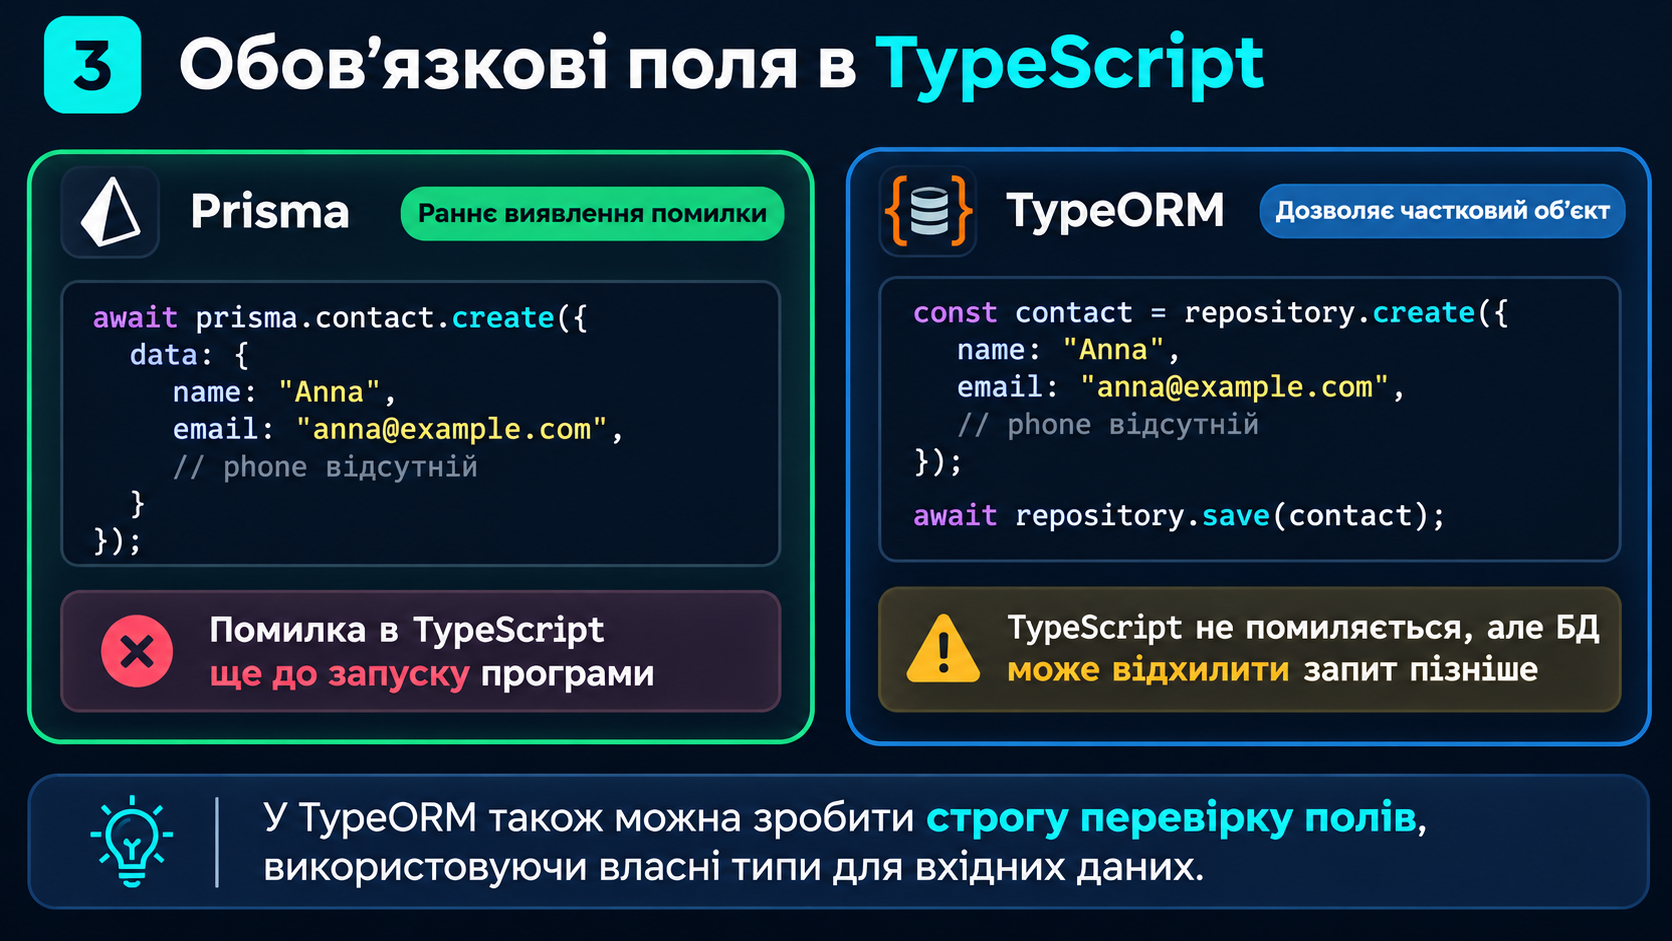 3
Обов’язкові поля в TypeScript
Prisma
Раннє виявлення помилки
await prisma.contact.create({
data: {
name: "Anna",
email: "anna@example.com",
// phone відсутній
}
});
Помилка в TypeScript
ще до запуску програми
TypeORM
Дозволяє частковий об’єкт
const contact = repository.create({
name: "Anna",
email: "anna@example.com",
// phone відсутній
});
await repository.save(contact);
TypeScript не помиляється, але БД
може відхилити запит пізніше
У TypeORM також можна зробити строгу перевірку полів,
використовуючи власні типи для вхідних даних.